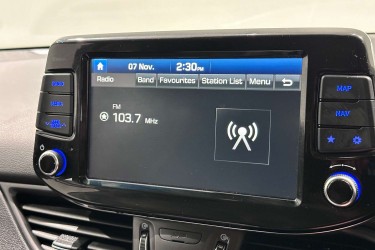 07 Nov. 2:30PM
Radio Band Favourites Station List Menu
FM
103.7 MHz
MAP
NAV